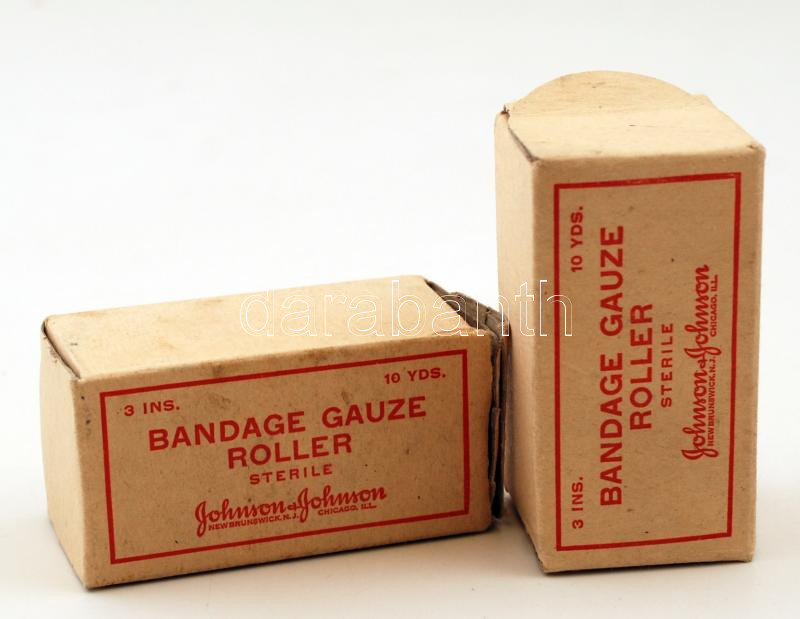 3 INS. 10 YDS.
BANDAGE GAUZE
ROLLER
STERILE
Johnson & Johnson
NEW BRUNSWICK, N.J. CHICAGO, ILL.
3 INS. 10 YDS.
BANDAGE GAUZE
ROLLER
STERILE
Johnson & Johnson
NEW BRUNSWICK, N.J. CHICAGO, ILL.
darabanth.com